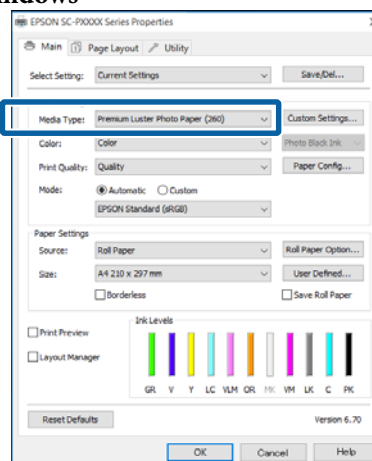 ndows
EPSON SC-PXXXX Series Properties
Main Page Layout Utility
Select Setting: Current Settings Save/Del...
Media Type: Premium Luster Photo Paper (260) Custom Settings...
Color: Color Photo Black Ink
Print Quality: Quality Paper Config...
Mode: Automatic Custom
EPSON Standard (sRGB)
Paper Settings
Source: Roll Paper Roll Paper Option...
Size: A4 210 x 297 mm User Defined...
Borderless Save Roll Paper
Print Preview
Layout Manager
Ink Levels
GR V Y LC VLM OR MK VM LK C PK
Reset Defaults Version 6.70
OK Cancel Help